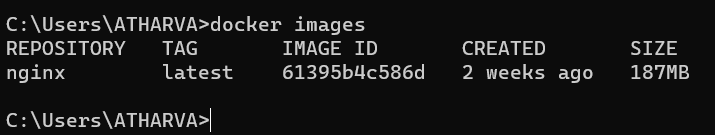 C:\Users\ATHARVA>docker images
REPOSITORY   TAG       IMAGE ID       CREATED       SIZE
nginx        latest    61395b4c586d   2 weeks ago   187MB
C:\Users\ATHARVA>